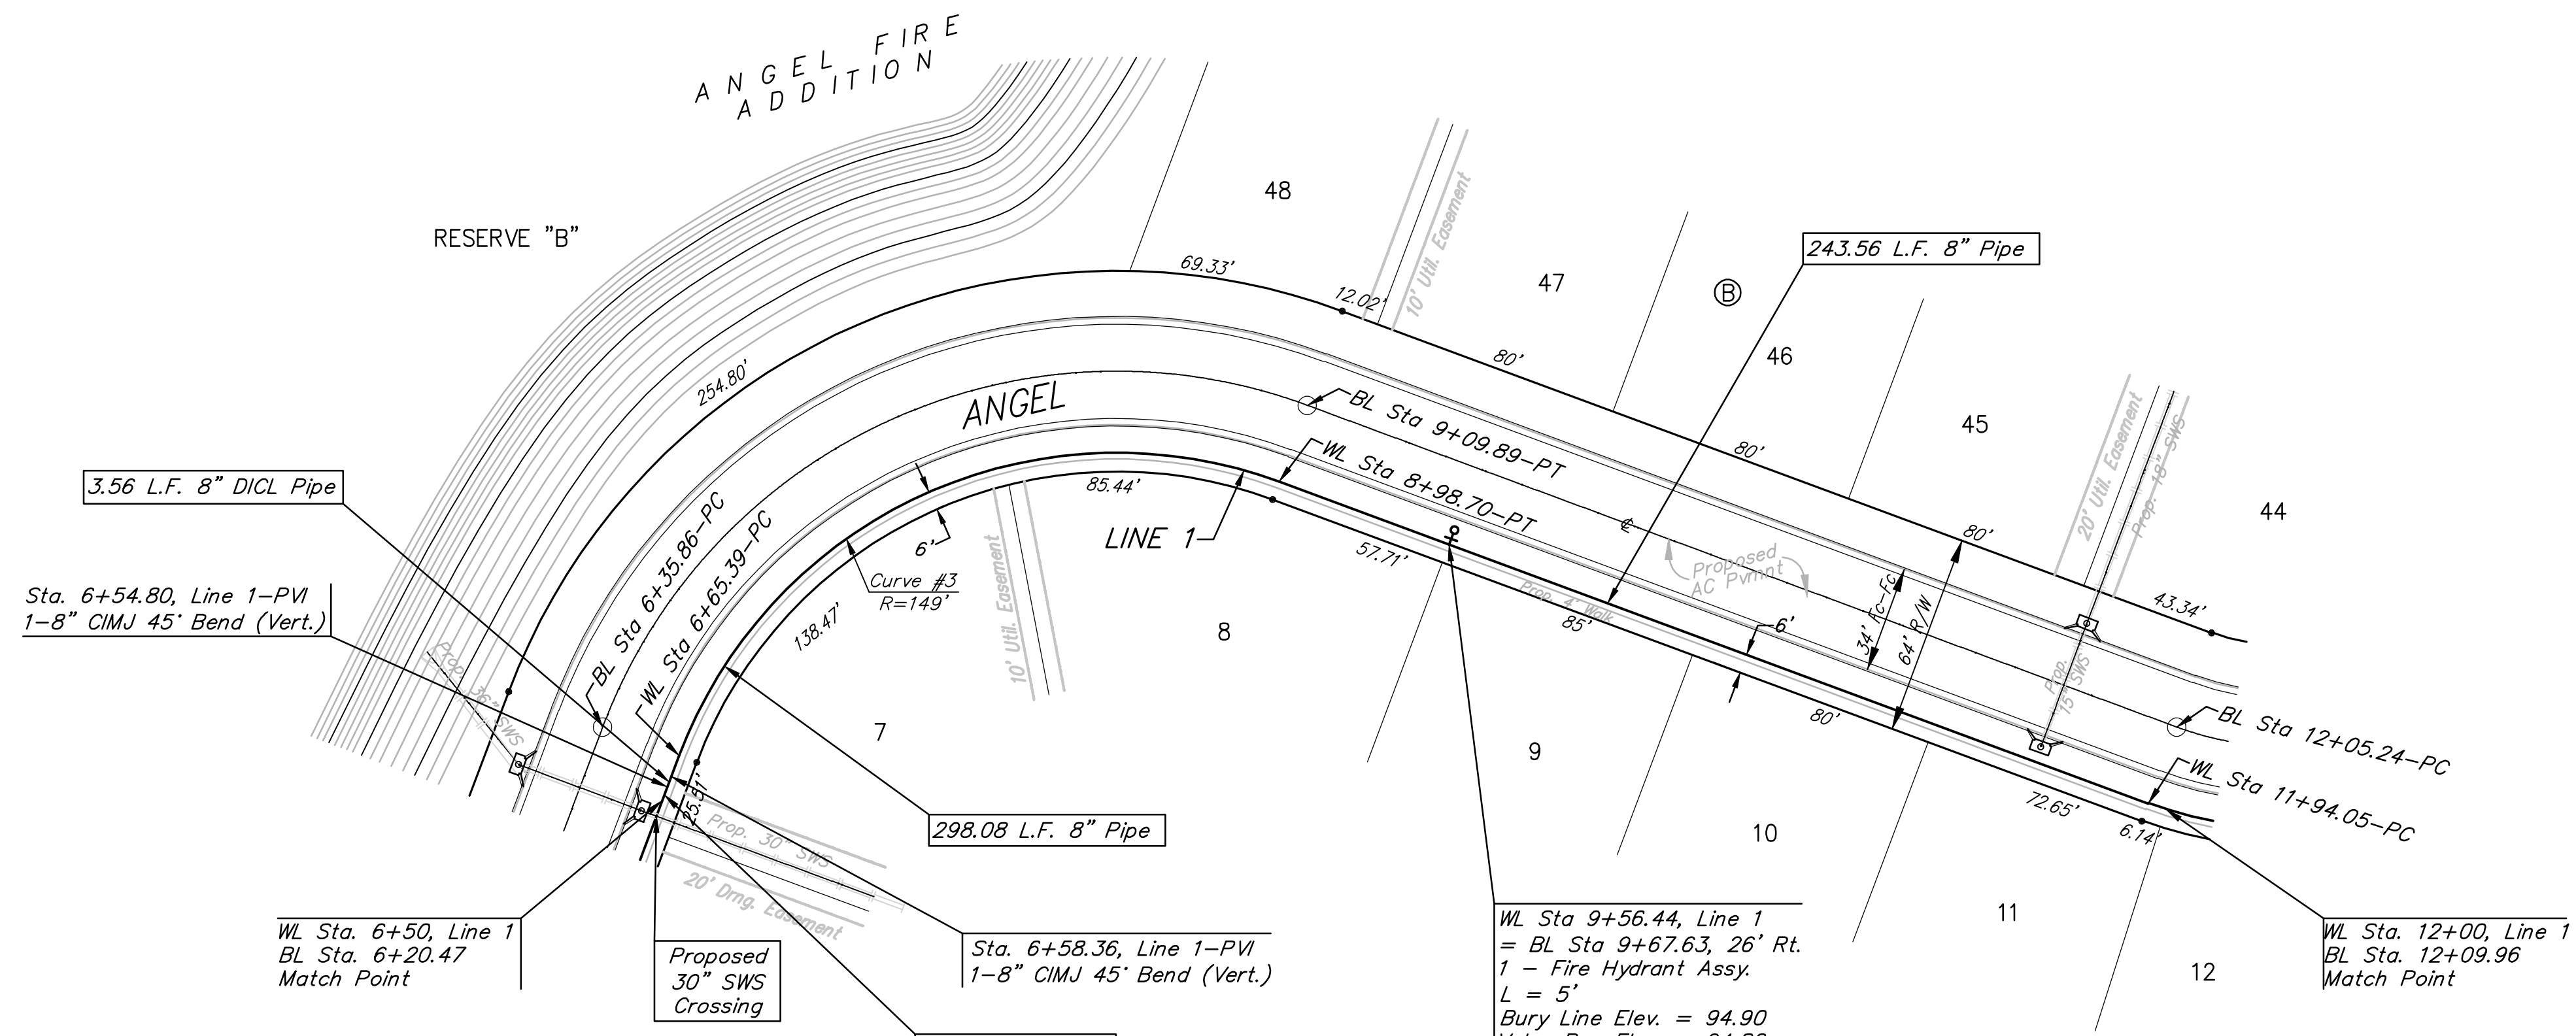 ANGEL FIRE
ADDITION
RESERVE "B"
48
47
Ⓑ
46
45
44
10' Util. Easement
243.56 L.F. 8" Pipe
69.33'
12.02'
80'
80'
80'
43.34'
254.80'
20' Util. Easement
Prop. 18" SWS
ANGEL
BL Sta 9+09.89-PT
WL Sta 8+98.70-PT
LINE 1
85.44'
57.71'
℄
Proposed
AC Pvmnt
Prop. 4' Walk
85'
6'
34' Fc-Fc
64' R/W
Prop.
15" SWS
80'
72.65'
6.14'
BL Sta 12+05.24-PC
WL Sta 11+94.05-PC
3.56 L.F. 8" DICL Pipe
Sta. 6+54.80, Line 1-PVI
1-8" CIMJ 45° Bend (Vert.)
BL Sta 6+35.86-PC
WL Sta 6+65.39-PC
6'
Curve #3
R=149'
138.47'
10' Util. Easement
8
7
9
10
11
12
Prop. 36" SWS
25.51'
Prop. 30" SWS
20' Drng. Easement
298.08 L.F. 8" Pipe
WL Sta. 6+50, Line 1
BL Sta. 6+20.47
Match Point
Proposed
30" SWS
Crossing
Sta. 6+58.36, Line 1-PVI
1-8" CIMJ 45° Bend (Vert.)
WL Sta 9+56.44, Line 1
= BL Sta 9+67.63, 26' Rt.
1 - Fire Hydrant Assy.
L = 5'
Bury Line Elev. = 94.90
WL Sta. 12+00, Line 1
BL Sta. 12+09.96
Match Point